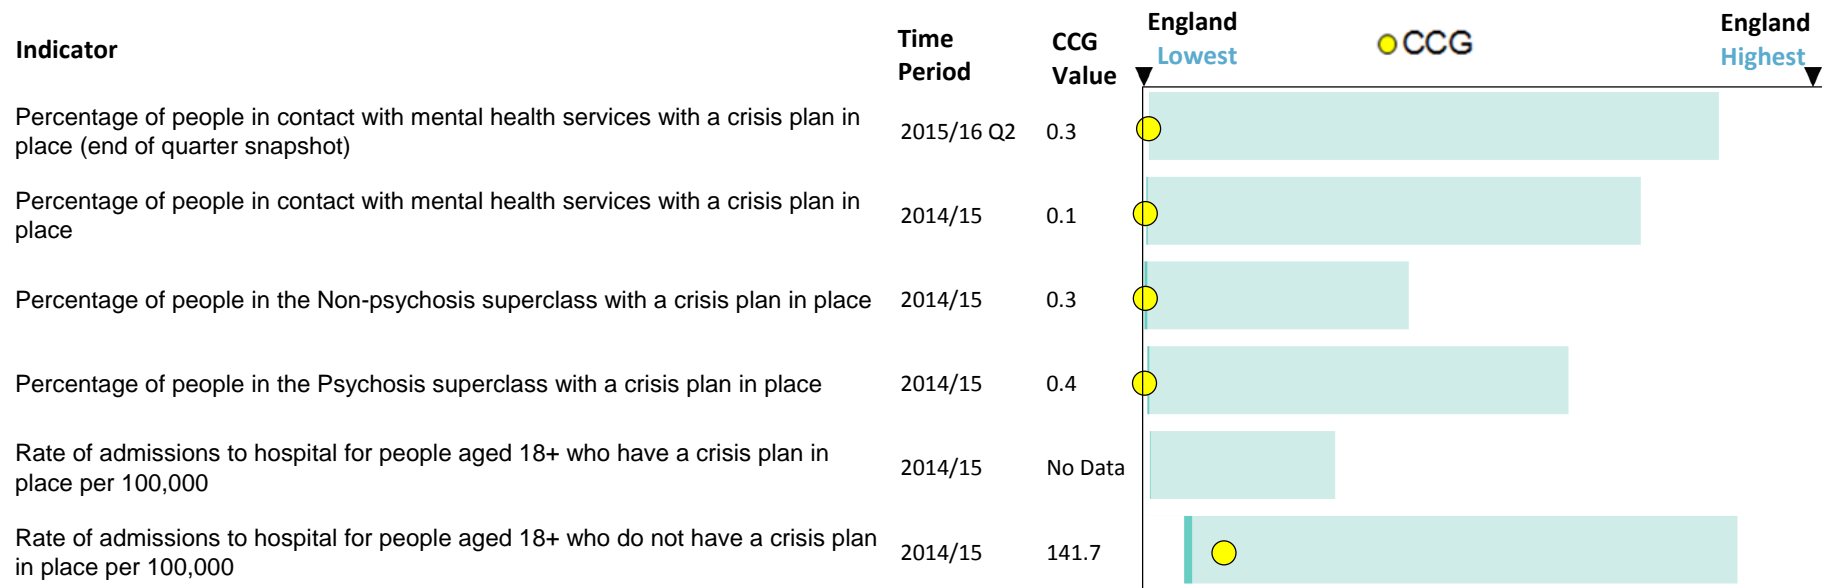 Indicator
Time
Period
CCG
Value
England
Lowest
CCG
England
Highest
Percentage of people in contact with mental health services with a crisis plan in
place (end of quarter snapshot)
2015/16 Q2
0.3
Percentage of people in contact with mental health services with a crisis plan in
place
2014/15
0.1
Percentage of people in the Non-psychosis superclass with a crisis plan in place
2014/15
0.3
Percentage of people in the Psychosis superclass with a crisis plan in place
2014/15
0.4
Rate of admissions to hospital for people aged 18+ who have a crisis plan in
place per 100,000
2014/15
No Data
Rate of admissions to hospital for people aged 18+ who do not have a crisis plan
in place per 100,000
2014/15
141.7